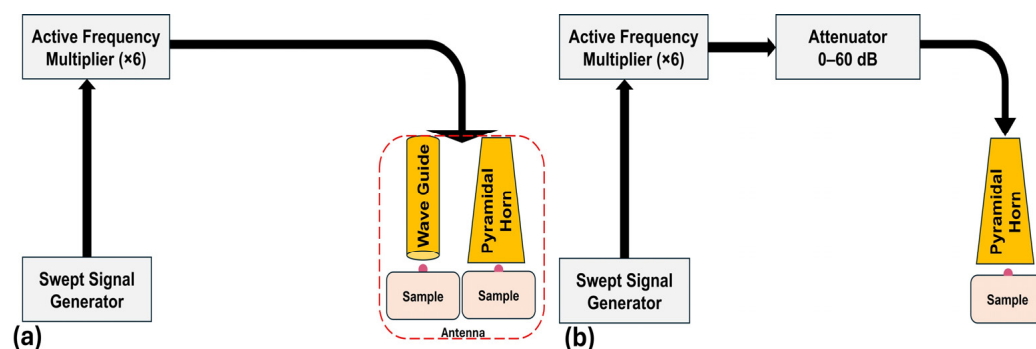 Active Frequency
Multiplier (×6)
Wave Guide
Pyramidal
Horn
Swept Signal
Generator
Sample
Sample
Antenna
(a)
Active Frequency
Multiplier (×6)
Attenuator
0–60 dB
Pyramidal
Horn
Swept Signal
Generator
Sample
(b)